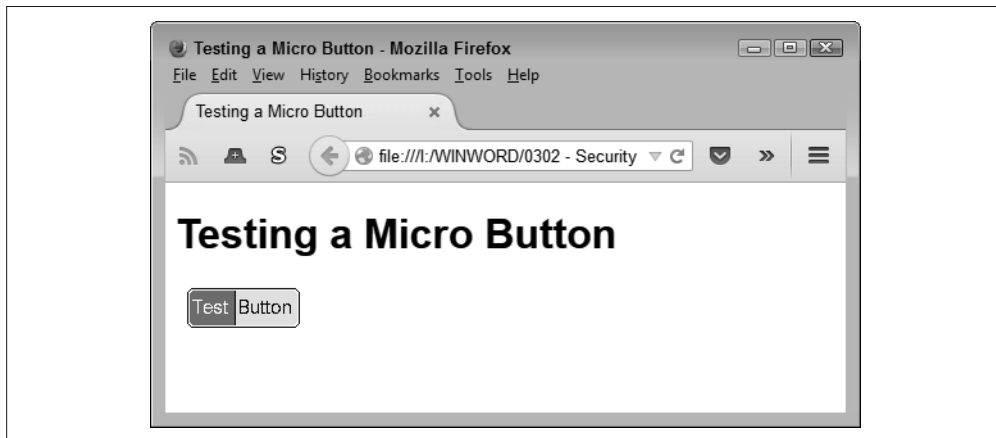 Testing a Micro Button - Mozilla Firefox
File Edit View History Bookmarks Tools Help
Testing a Micro Button
file:///I:/WINWORD/0302 - Security
Testing a Micro Button
Test Button